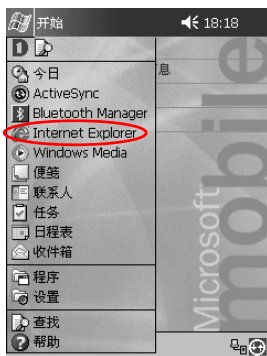 开始 18:18
息
今日
ActiveSync
Bluetooth Manager
Internet Explorer
Windows Media
便笺
联系人
任务
日程表
收件箱
程序
设置
查找
帮助
Microsoft
mobile